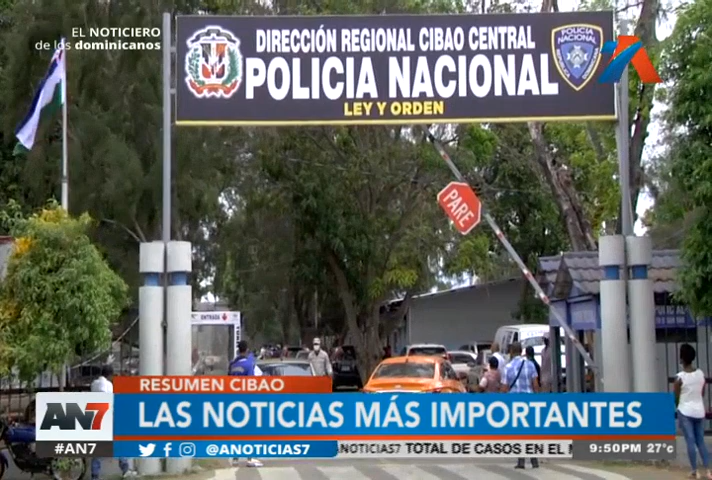 EL NOTICIERO
de los dominicanos
DIRECCIÓN REGIONAL CIBAO CENTRAL
POLICIA NACIONAL
LEY Y ORDEN
POLICIA NACIONAL
PARE
ENTRADA
RESUMEN CIBAO
AN7
LAS NOTICIAS MÁS IMPORTANTES
#AN7
@ANOTICIAS7
ANOTICIAS7 TOTAL DE CASOS EN EL
9:50PM 27°c